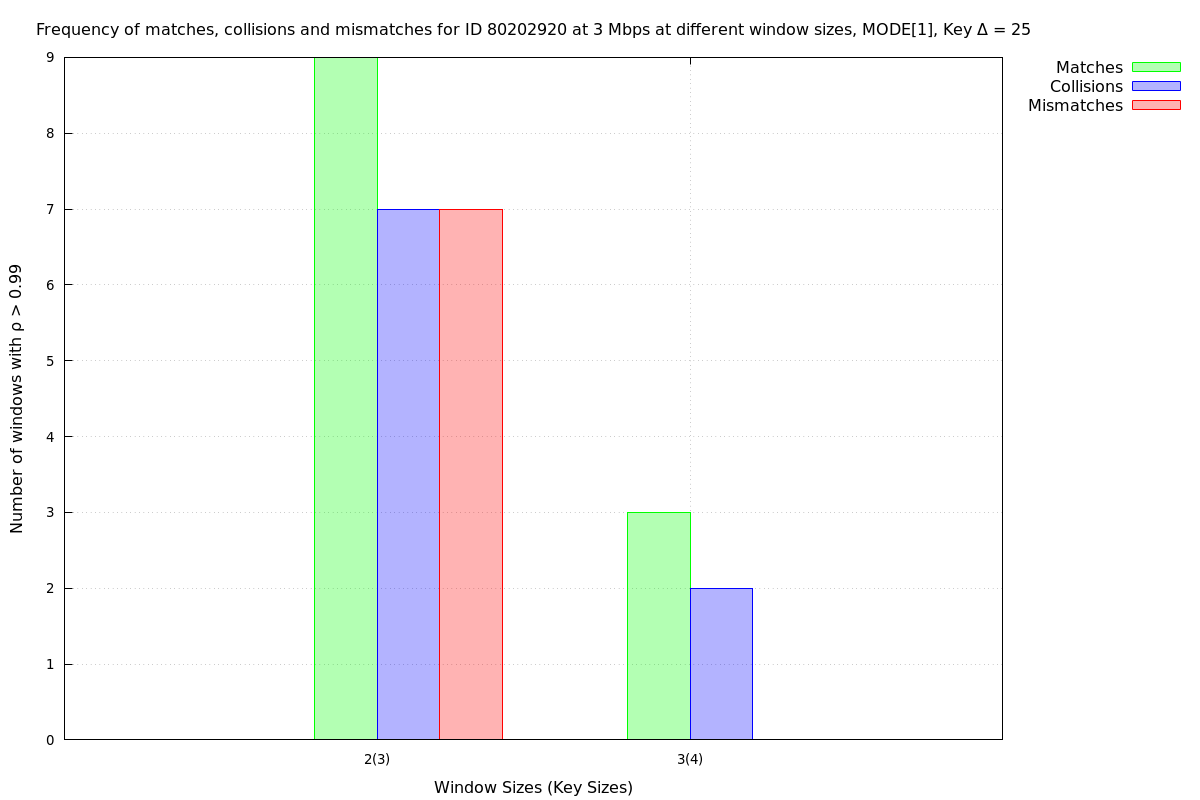 Frequency of matches, collisions and mismatches for ID 80202920 at 3 Mbps at different window sizes, MODE[1], Key Δ = 25
Matches
Collisions
Mismatches
Number of windows with ρ > 0.99
9
8
7
6
5
4
3
2
1
0
2(3)
3(4)
Window Sizes (Key Sizes)